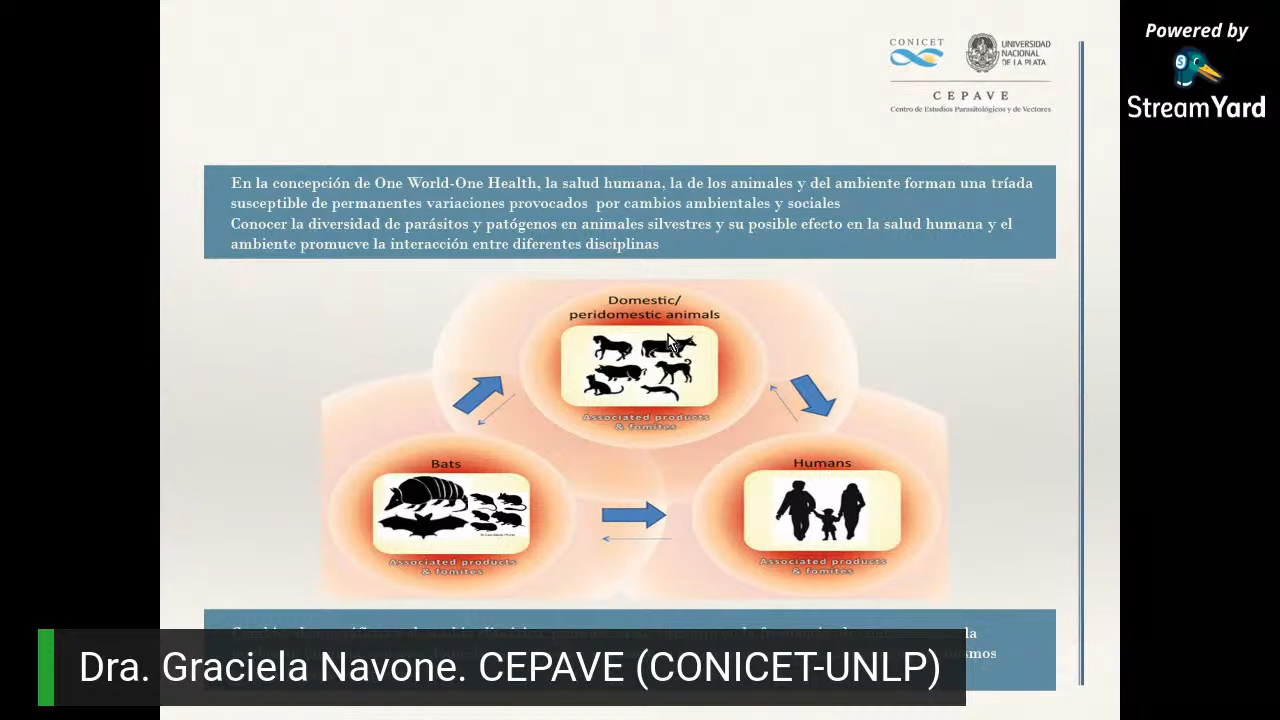 Powered by
StreamYard
CONICET
UNIVERSIDAD
NACIONAL
DE LA PLATA
CEPAVE
Centro de Estudios Parasitológicos y de Vectores
En la concepción de One World-One Health, la salud humana, la de los animales y del ambiente forman una tríada
susceptible de permanentes variaciones provocados por cambios ambientales y sociales
Conocer la diversidad de parásitos y patógenos en animales silvestres y su posible efecto en la salud humana y el
ambiente promueve la interacción entre diferentes disciplinas
Domestic/
peridomestic animals
Associated products
& fomites
Bats
Associated products
& fomites
Humans
Associated products
& fomites
la
Dra. Graciela Navone. CEPAVE (CONICET-UNLP)